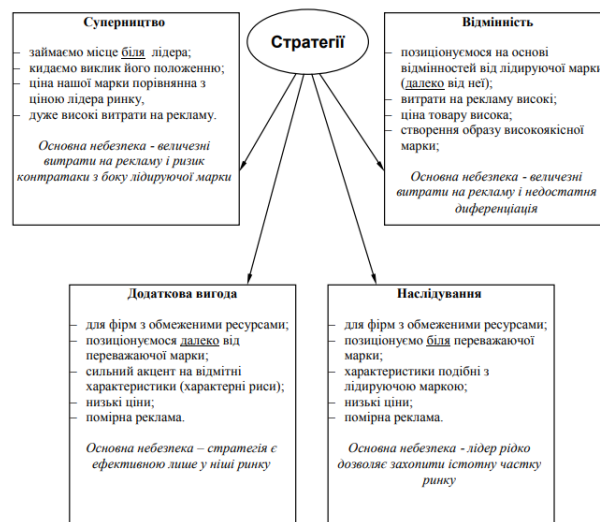 Стратегії
Суперництво
– займаємо місце біля лідера;
– кидаємо виклик його положенню;
– ціна нашої марки порівнянна з
ціною лідера ринку,
– дуже високі витрати на рекламу.
Основна небезпека - величезні
витрати на рекламу і ризик
контратаки з боку лідируючої марки
Відмінність
– позиціонуємося на основі
відмінностей від лідируючої марки
(далеко від неї);
– витрати на рекламу високі;
– ціна товару висока;
– створення образу високоякісної
марки;
Основна небезпека - величезні
витрати на рекламу і недостатня
диференціація
Додаткова вигода
– для фірм з обмеженими ресурсами;
– позиціонуємося далеко від
переважаючої марки;
– сильний акцент на відмітні
характеристики (характерні риси);
– низькі ціни;
– помірна реклама.
Основна небезпека – стратегія є
ефективною лише у ніші ринку
Наслідування
– для фірм з обмеженими ресурсами;
– позиціонуємо біля переважаючої
марки;
– характеристики подібні з
лідируючою маркою;
– низькі ціни;
– помірна реклама.
Основна небезпека - лідер рідко
дозволяє захопити істотну частку
ринку